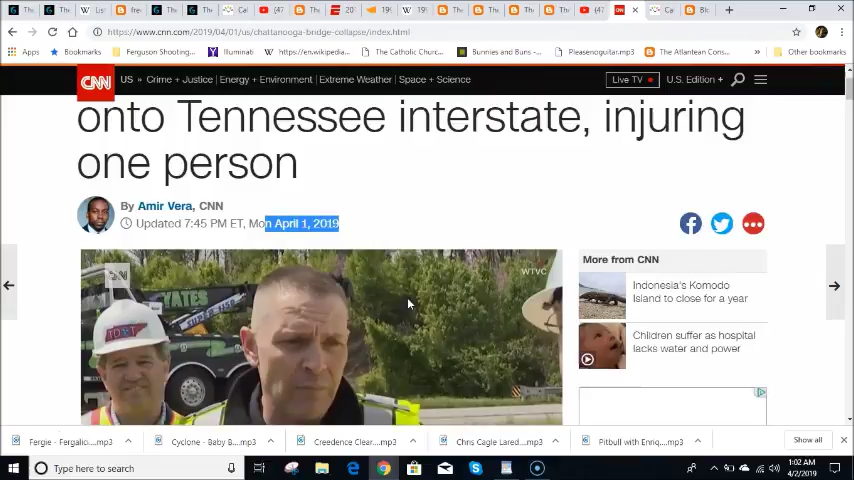 https://www.cnn.com/2019/04/01/us/chattanooga-bridge-collapse/index.html
Apps
Bookmarks
Ferguson Shooting...
Illuminati
https://en.wikipedia...
The Catholic Churc...
Bunnies and Buns -...
Pleasenoguitar.mp3
The Atlantean Cons...
Other bookmarks
CNN
US » Crime + Justice | Energy + Environment | Extreme Weather | Space + Science
Live TV
U.S. Edition +
onto Tennessee interstate, injuring
one person
By Amir Vera, CNN
Updated 7:45 PM ET, Mon April 1, 2019
WTVC
YATES
TDOT
More from CNN
Indonesia's Komodo
Island to close for a year
Children suffer as hospital
lacks water and power
Fergie - Fergalic....mp3
Cyclone - Baby B....mp3
Creedence Clear....mp3
Chris Cagle Lared....mp3
Pitbull with Enriq....mp3
Show all
Type here to search
1:02 AM
4/2/2019